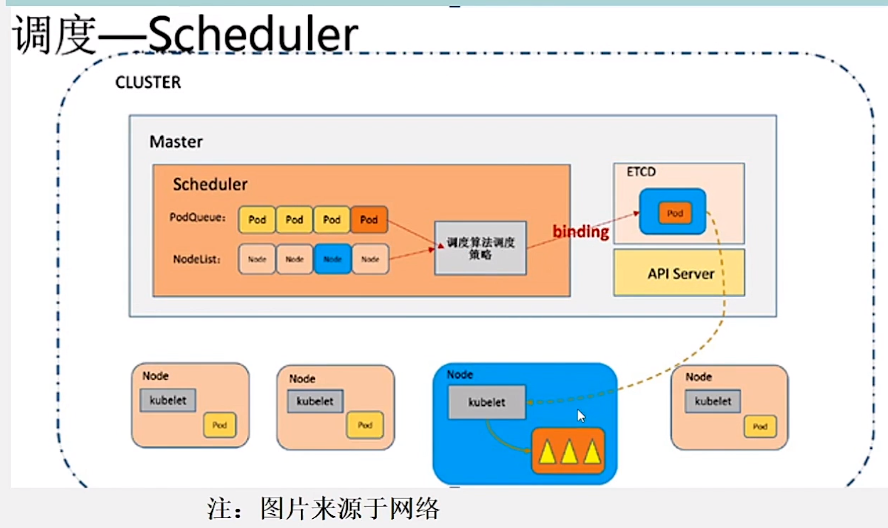 调度—Scheduler
CLUSTER
Master
Scheduler
PodQueue: Pod Pod Pod Pod
NodeList: Node Node Node Node
调度算法调度
策略
binding
ETCD
Pod
API Server
Node
kubelet
Pod
Node
kubelet
Pod
Node
kubelet
Node
kubelet
Pod
注：图片来源于网络